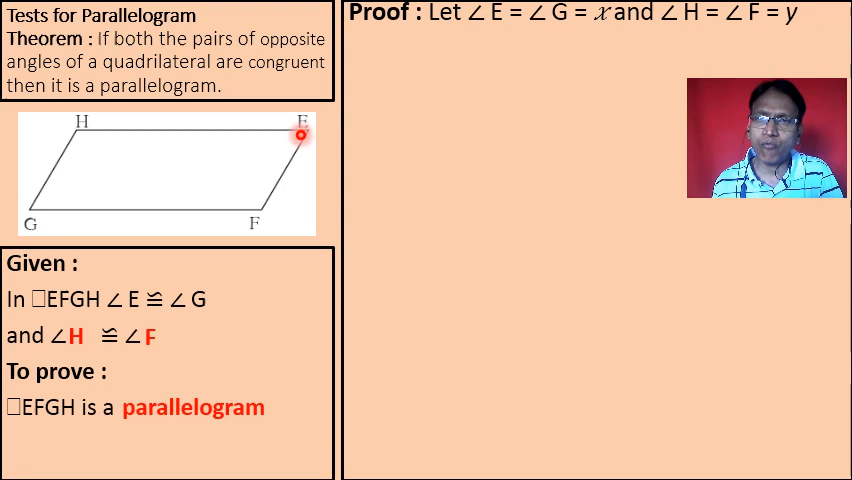 Tests for Parallelogram
Theorem : If both the pairs of opposite
angles of a quadrilateral are congruent
then it is a parallelogram.
H E
G F
Given :
In □EFGH ∠ E ≌ ∠ G
and ∠H ≌ ∠ F
To prove :
□EFGH is a parallelogram
Proof : Let ∠ E = ∠ G = x and ∠ H = ∠ F = y